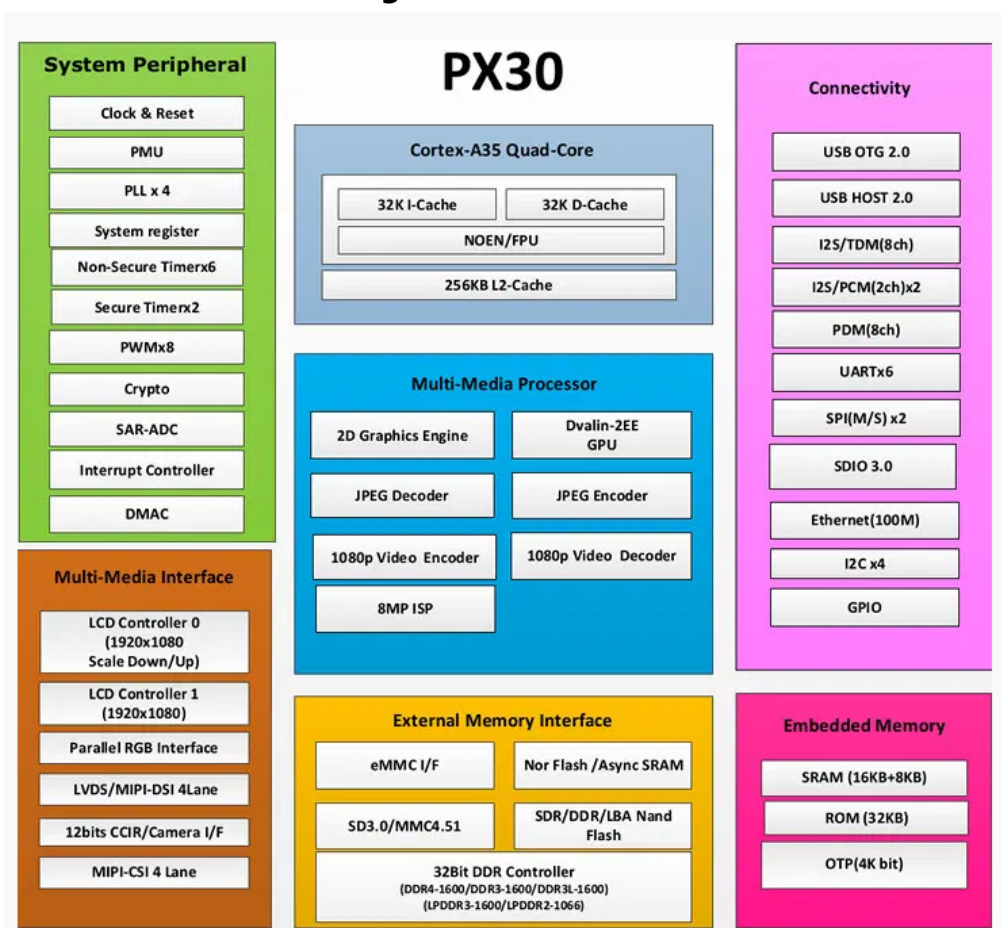 PX30
System Peripheral
Clock & Reset
PMU
PLL x 4
System register
Non-Secure Timerx6
Secure Timerx2
PWMx8
Crypto
SAR-ADC
Interrupt Controller
DMAC
Multi-Media Interface
LCD Controller 0
(1920x1080
Scale Down/Up)
LCD Controller 1
(1920x1080)
Parallel RGB Interface
LVDS/MIPI-DSI 4Lane
12bits CCIR/Camera I/F
MIPI-CSI 4 Lane
Cortex-A35 Quad-Core
32K I-Cache
32K D-Cache
NOEN/FPU
256KB L2-Cache
Multi-Media Processor
2D Graphics Engine
Dvalin-2EE
GPU
JPEG Decoder
JPEG Encoder
1080p Video Encoder
1080p Video Decoder
8MP ISP
External Memory Interface
eMMC I/F
Nor Flash /Async SRAM
SD3.0/MMC4.51
SDR/DDR/LBA Nand
Flash
32Bit DDR Controller
(DDR4-1600/DDR3-1600/DDR3L-1600)
(LPDDR3-1600/LPDDR2-1066)
Connectivity
USB OTG 2.0
USB HOST 2.0
I2S/TDM(8ch)
I2S/PCM(2ch)x2
PDM(8ch)
UARTx6
SPI(M/S) x2
SDIO 3.0
Ethernet(100M)
I2C x4
GPIO
Embedded Memory
SRAM (16KB+8KB)
ROM (32KB)
OTP(4K bit)